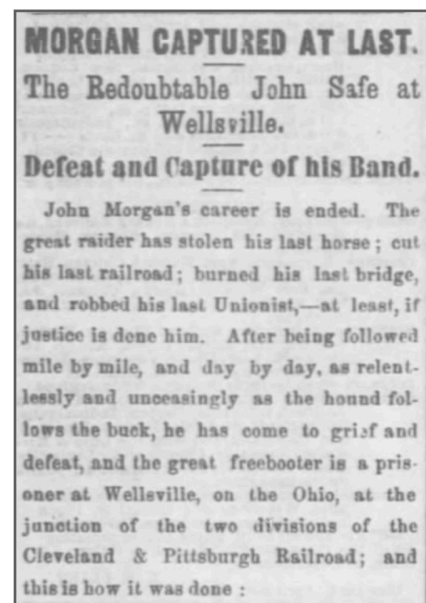 MORGAN CAPTURED AT LAST.
The Redoubtable John Safe at
Wellsville.
Defeat and Capture of his Band.
John Morgan's career is ended. The
great raider has stolen his last horse; cut
his last railroad; burned his last bridge,
and robbed his last Unionist,—at least, if
justice is done him. After being followed
mile by mile, and day by day, as relent-
lessly and unceasingly as the hound fol-
lows the buck, he has come to grief and
defeat, and the great freebooter is a pris-
oner at Wellsville, on the Ohio, at the
junction of the two divisions of the
Cleveland & Pittsburgh Railroad; and
this is how it was done: